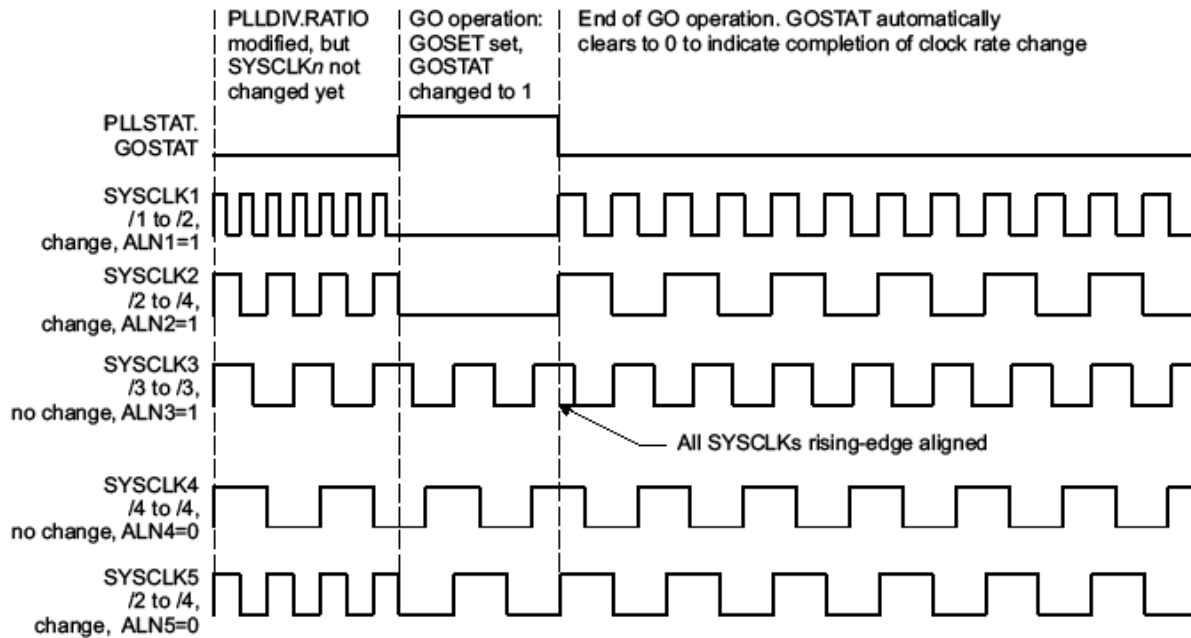 PLLDIV.RATIO
modified, but
SYSCLKn not
changed yet
GO operation:
GOSET set,
GOSTAT
changed to 1
End of GO operation. GOSTAT automatically
clears to 0 to indicate completion of clock rate change
PLLSTAT.
GOSTAT
SYSCLK1
/1 to /2,
change, ALN1=1
SYSCLK2
/2 to /4,
change, ALN2=1
SYSCLK3
/3 to /3,
no change, ALN3=1
All SYSCLKs rising-edge aligned
SYSCLK4
/4 to /4,
no change, ALN4=0
SYSCLK5
/2 to /4,
change, ALN5=0